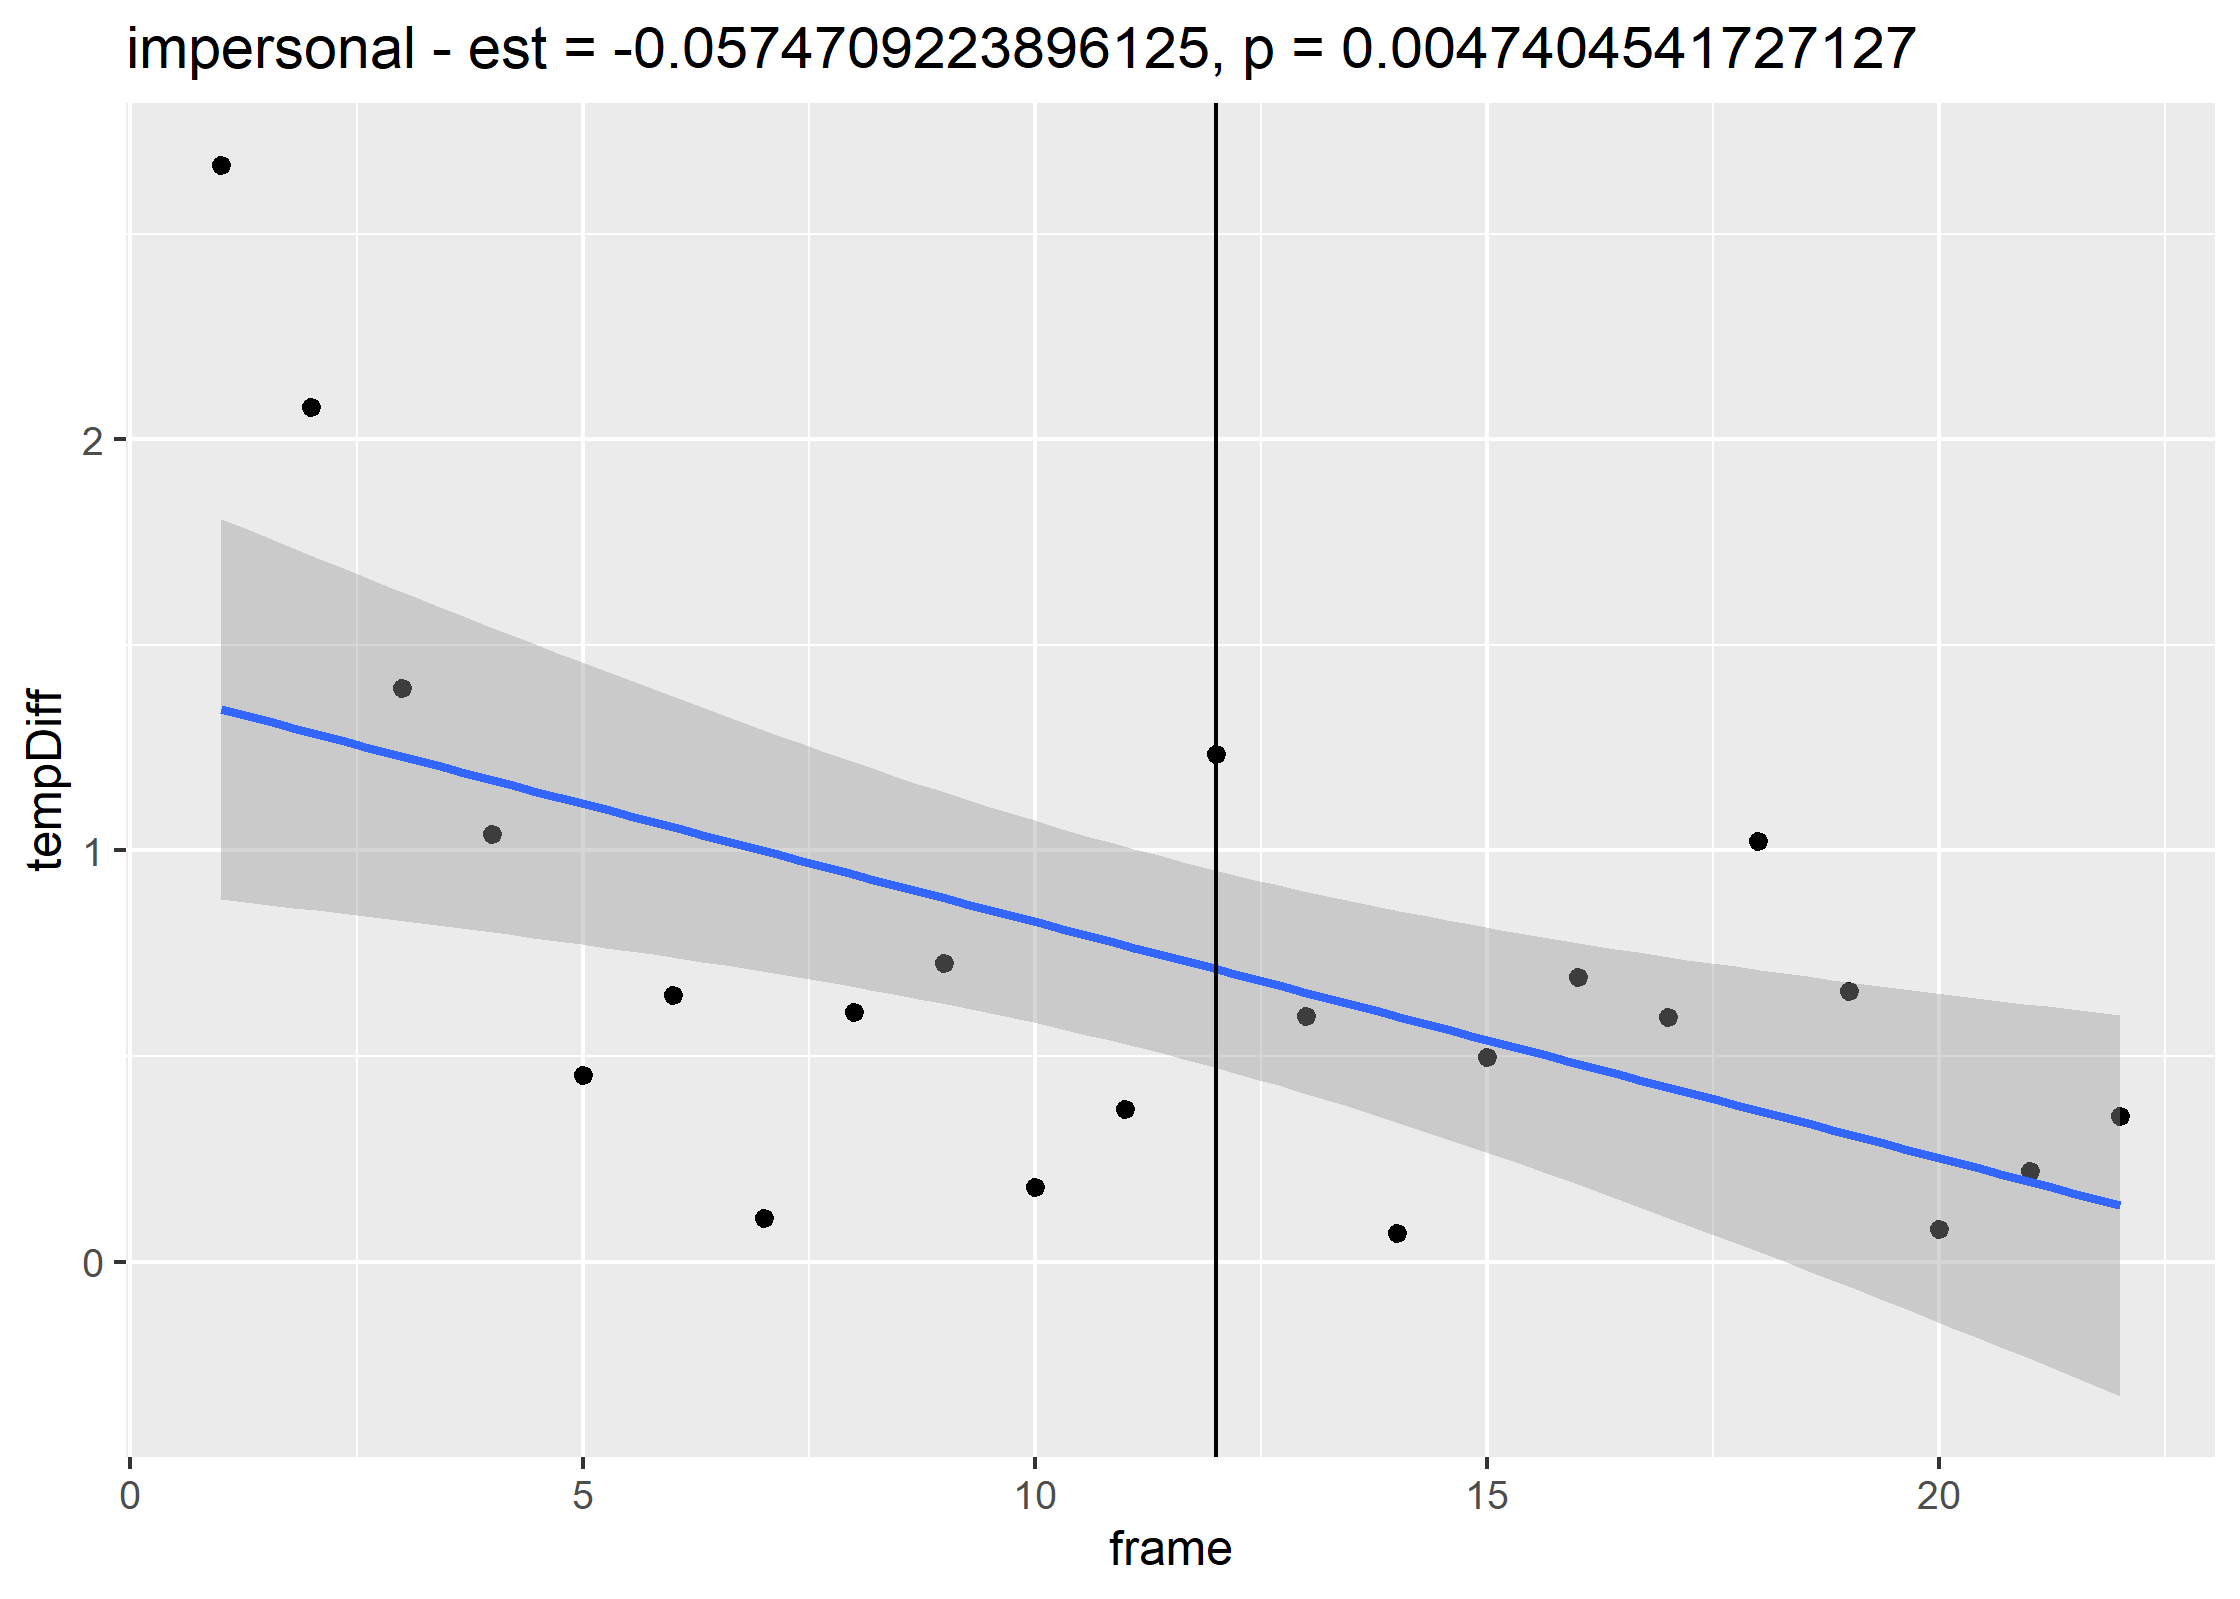 impersonal - est = -0.0574709223896125, p = 0.0047404541727127
tempDiff
2
1
0
0 5 10 15 20
frame